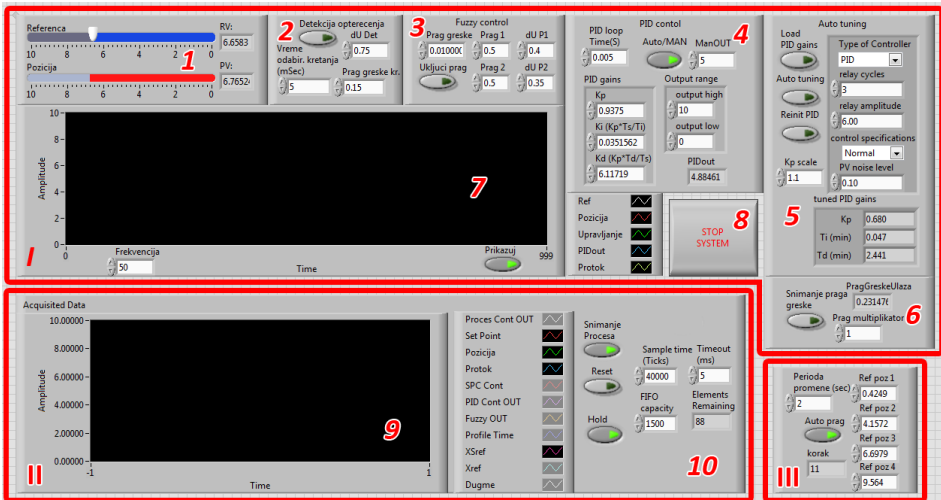 Referenca
RV:
6.6583
10 8 6 4 2 0
Pozicija
1
PV:
6.7652
10 8 6 4 2 0
2
Detekcija opterecenja
dU Det
0.75
Vreme
odabir. kretanja
(mSec)
5
Prag greske kr.
0.15
3
Fuzzy control
Prag greske
0.01000
Prag 1
0.5
dU P1
0.4
Ukljuci prag
Prag 2
0.5
dU P2
0.35
PID contol
4
PID loop
Time(S)
0.005
Auto/MAN
ManOUT
5
PID gains
Kp
0.9375
Ki (Kp*Ts/Ti)
0.0351562
Kd (Kp*Td/Ts)
6.11719
Output range
output high
10
output low
0
PIDout
4.88461
Auto tuning
Load
PID gains
Auto tuning
Reinit PID
Kp scale
1.1
Type of Controller
PID
relay cycles
3
relay amplitude
6.00
control specifications
Normal
PV noise level
0.10
5
tuned PID gains
Kp 0.680
Ti (min) 0.047
Td (min) 2.441
Snimanje praga
greske
PragGreskeUlaza
0.231476
Prag multiplikator
1
6
10
8
6
4
2
0
Amplitude
7
0
999
Time
I
Frekvencija
50
Prikazuj
Ref
Pozicija
Upravljanje
PIDout
Protok
8
STOP
SYSTEM
Acquisited Data
10.00000
8.00000
6.00000
4.00000
2.00000
0.00000
Amplitude
9
-1
1
Time
II
Proces Cont OUT
Set Point
Pozicija
Protok
SPC Cont
PID Cont OUT
Fuzzy OUT
Profile Time
XSref
Xref
Dugme
Snimanje
Procesa
Reset
Hold
Sample time
(Ticks)
40000
Timeout
(ms)
5
FIFO
capacity
1500
Elements
Remaining
88
10
Perioda
promene (sec)
2
Auto prag
korak
11
Ref poz 1
0.4249
Ref poz 2
4.1572
Ref poz 3
6.6979
Ref poz 4
9.564
III